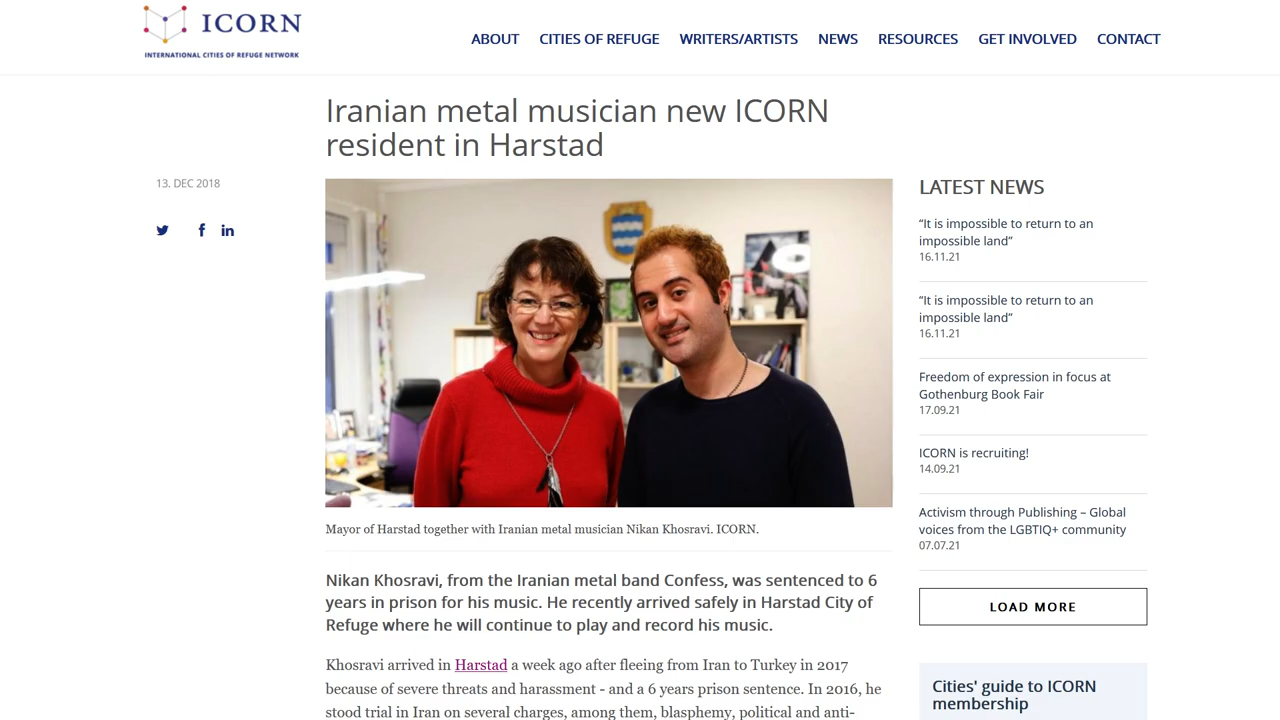 ICORN
INTERNATIONAL CITIES OF REFUGE NETWORK
ABOUT CITIES OF REFUGE WRITERS/ARTISTS NEWS RESOURCES GET INVOLVED CONTACT
Iranian metal musician new ICORN
resident in Harstad
13. DEC 2018
Mayor of Harstad together with Iranian metal musician Nikan Khosravi. ICORN.
Nikan Khosravi, from the Iranian metal band Confess, was sentenced to 6
years in prison for his music. He recently arrived safely in Harstad City of
Refuge where he will continue to play and record his music.
Khosravi arrived in Harstad a week ago after fleeing from Iran to Turkey in 2017
because of severe threats and harassment - and a 6 years prison sentence. In 2016, he
stood trial in Iran on several charges, among them, blasphemy, political and anti-
LATEST NEWS
“It is impossible to return to an
impossible land”
16.11.21
“It is impossible to return to an
impossible land”
16.11.21
Freedom of expression in focus at
Gothenburg Book Fair
17.09.21
ICORN is recruiting!
14.09.21
Activism through Publishing – Global
voices from the LGBTIQ+ community
07.07.21
LOAD MORE
Cities' guide to ICORN
membership